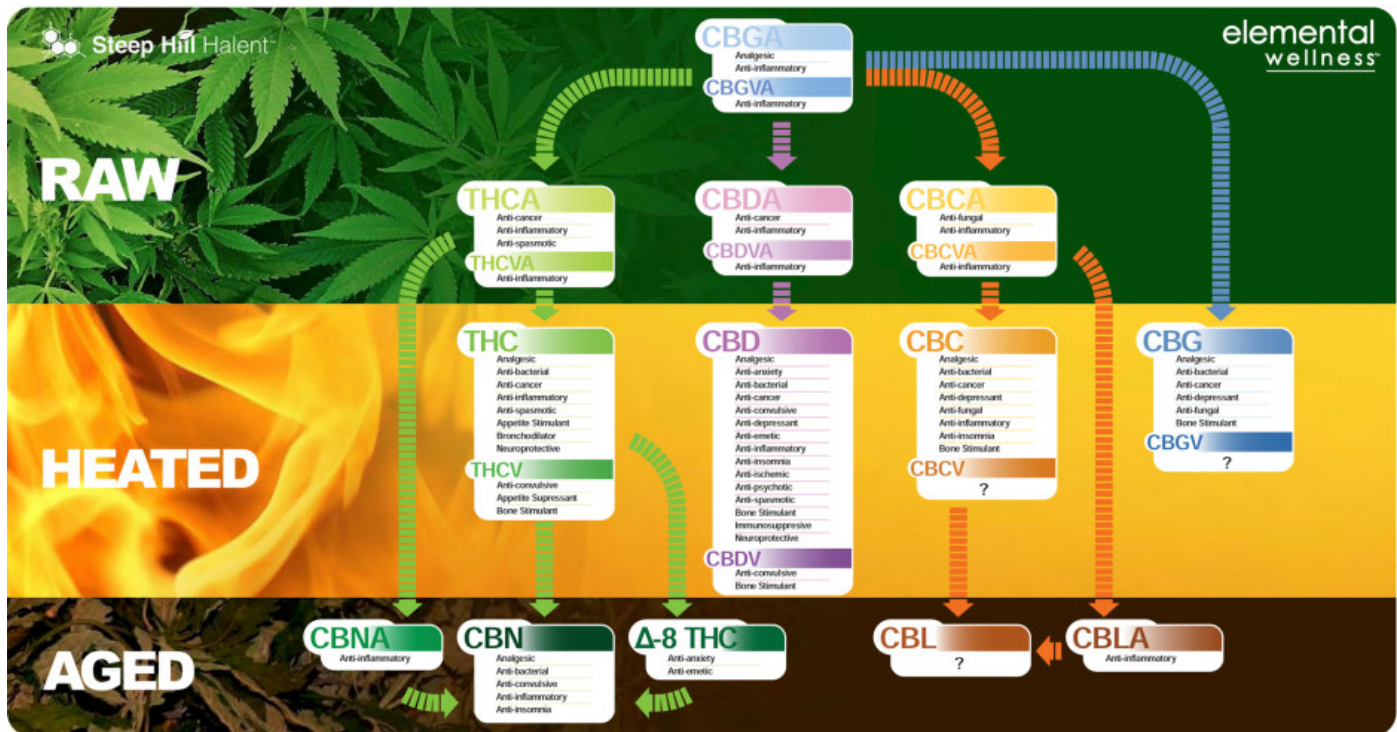 Steep Hill Halent™
elemental
wellness™
RAW
CBGA
Analgesic
Anti-inflammatory
CBGVA
Anti-inflammatory
THCA
Anti-cancer
Anti-inflammatory
Anti-spasmotic
THCVA
Anti-inflammatory
CBDA
Anti-cancer
Anti-inflammatory
CBDVA
Anti-inflammatory
CBCA
Anti-fungal
Anti-inflammatory
CBCVA
Anti-inflammatory
HEATED
THC
Analgesic
Anti-bacterial
Anti-cancer
Anti-inflammatory
Anti-spasmotic
Appetite Stimulant
Bronchodilator
Neuroprotective
THCV
Anti-convulsive
Appetite Supressant
Bone Stimulant
CBD
Analgesic
Anti-anxiety
Anti-bacterial
Anti-cancer
Anti-convulsive
Anti-depressant
Anti-emetic
Anti-inflammatory
Anti-insomnia
Anti-ischemic
Anti-psychotic
Anti-spasmotic
Bone Stimulant
Immunosuppresive
Neuroprotective
CBDV
Anti-convulsive
Bone Stimulant
CBC
Analgesic
Anti-bacterial
Anti-cancer
Anti-depressant
Anti-fungal
Anti-inflammatory
Anti-insomnia
Bone Stimulant
CBCV
?
CBG
Analgesic
Anti-bacterial
Anti-cancer
Anti-depressant
Anti-fungal
Bone Stimulant
CBGV
?
AGED
CBNA
Anti-inflammatory
CBN
Analgesic
Anti-bacterial
Anti-convulsive
Anti-inflammatory
Anti-insomnia
Δ-8 THC
Anti-anxiety
Anti-emetic
CBL
?
CBLA
Anti-inflammatory